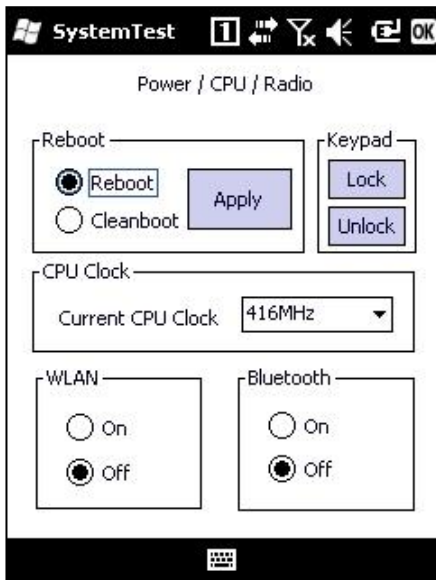 SystemTest 1 OK
Power / CPU / Radio
Reboot
Reboot
Cleanboot
Apply
Keypad
Lock
Unlock
CPU Clock
Current CPU Clock 416MHz
WLAN
On
Off
Bluetooth
On
Off